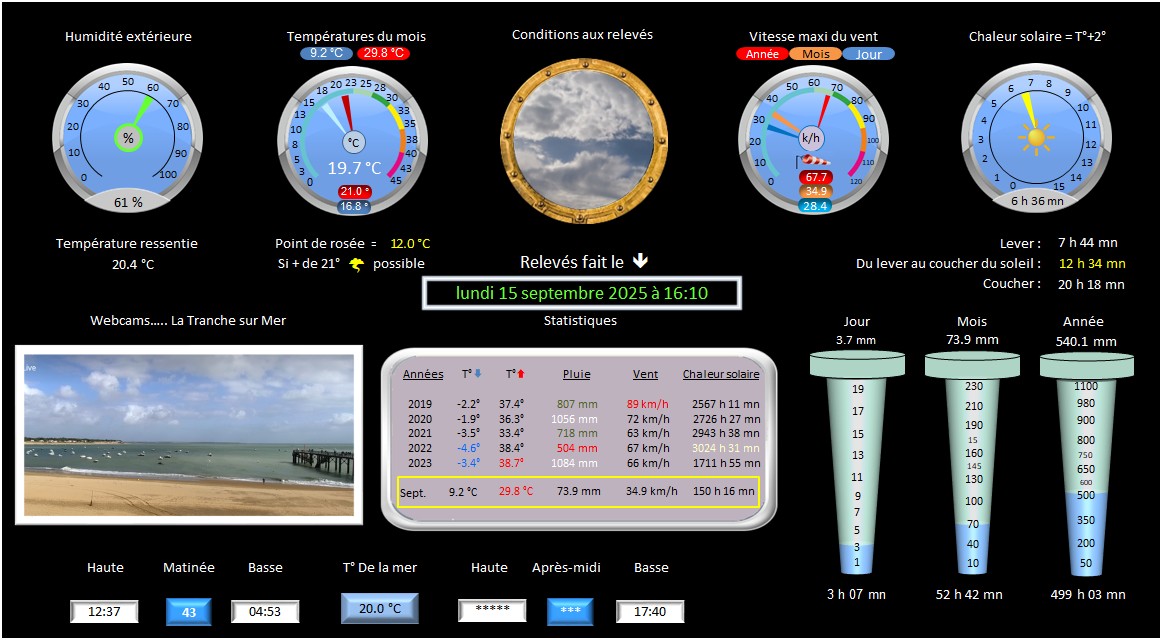 Humidité extérieure
Températures du mois
Conditions aux relevés
Vitesse maxi du vent
Chaleur solaire = T°+2°
9.2 °C 29.8 °C
Année Mois Jour
0 10 20 30 40 50 60 70 80 90 100
%
61 %
0 3 5 8 10 13 15 18 20 23 25 28 30 33 35 38 40 43 45
°C
19.7 °C
21.0 °
16.8 °
0 10 20 30 40 50 60 70 80 90 100 110 120
k/h
67.7
34.9
28.4
0 1 2 3 4 5 6 7 8 9 10 11 12 13 14 15
6 h 36 mn
Température ressentie
20.4 °C
Point de rosée = 12.0 °C
Si + de 21° possible
Relevés fait le
lundi 15 septembre 2025 à 16:10
Lever : 7 h 44 mn
Du lever au coucher du soleil : 12 h 34 mn
Coucher : 20 h 18 mn
Webcams..... La Tranche sur Mer
Statistiques
Années T° T° Pluie Vent Chaleur solaire
2019 -2.2° 37.4° 807 mm 89 km/h 2567 h 11 mn
2020 -1.9° 36.3° 1056 mm 72 km/h 2726 h 27 mn
2021 -3.5° 33.4° 718 mm 63 km/h 2943 h 38 mn
2022 -4.6° 38.4° 504 mm 67 km/h 3024 h 31 mn
2023 -3.4° 38.7° 1084 mm 66 km/h 1711 h 55 mn
Sept. 9.2 °C 29.8 °C 73.9 mm 34.9 km/h 150 h 16 mn
Jour
3.7 mm
19
17
15
13
11
9
7
5
3
1
3 h 07 mn
Mois
73.9 mm
230
210
190
15
160
145
130
100
70
40
10
52 h 42 mn
Année
540.1 mm
1100
980
900
800
750
650
600
500
350
200
50
499 h 03 mn
Haute Matinée Basse T° De la mer Haute Après-midi Basse
12:37 43 04:53 20.0 °C ***** *** 17:40